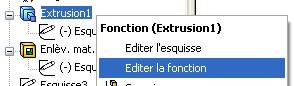 Extrusion1
Fonction (Extrusion1)
(-) Esqu
Editer l'esquisse
Enlèv. mat.
(-) Esqu
Editer la fonction
Esquisse3